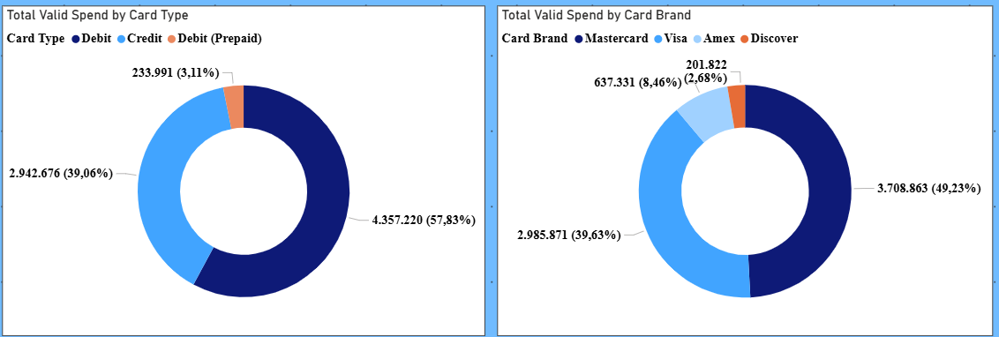 Total Valid Spend by Card Type
Card Type Debit Credit Debit (Prepaid)
233.991 (3,11%)
2.942.676 (39,06%)
4.357.220 (57,83%)
Total Valid Spend by Card Brand
Card Brand Mastercard Visa Amex Discover
201.822
(2,68%)
637.331 (8,46%)
3.708.863 (49,23%)
2.985.871 (39,63%)